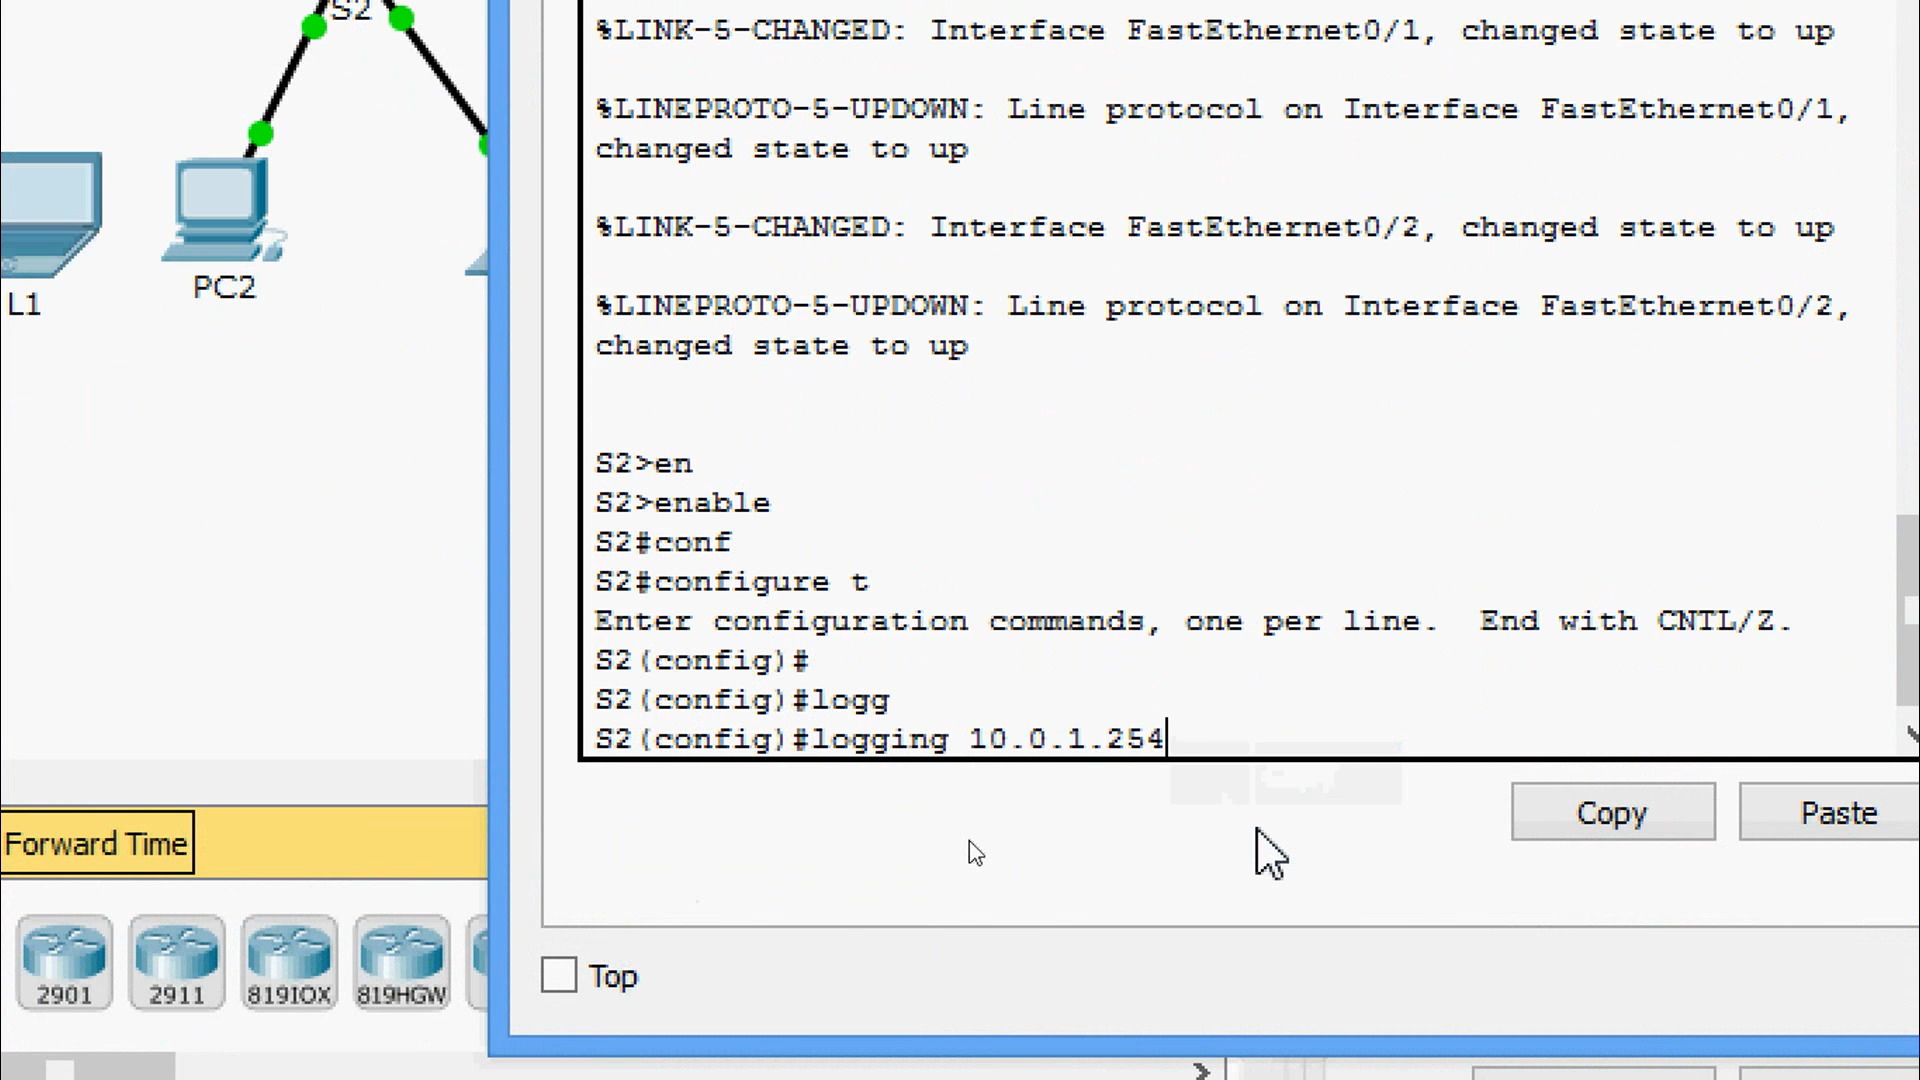 S2
L1
PC2
%LINK-5-CHANGED: Interface FastEthernet0/1, changed state to up
%LINEPROTO-5-UPDOWN: Line protocol on Interface FastEthernet0/1,
changed state to up
%LINK-5-CHANGED: Interface FastEthernet0/2, changed state to up
%LINEPROTO-5-UPDOWN: Line protocol on Interface FastEthernet0/2,
changed state to up
S2>en
S2>enable
S2#conf
S2#configure t
Enter configuration commands, one per line.  End with CNTL/Z.
S2(config)#
S2(config)#logg
S2(config)#logging 10.0.1.254
Copy
Paste
Forward Time
Top
2901
2911
819IOX
819HGW